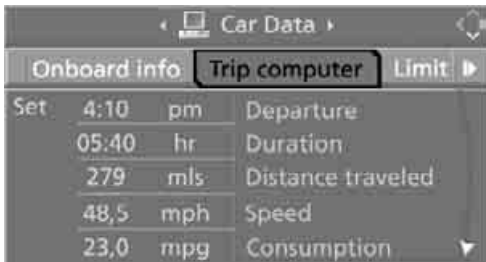 Car Data
Onboard info Trip computer Limit
Set 4:10 pm Departure
05:40 hr Duration
279 mls Distance traveled
48,5 mph Speed
23,0 mpg Consumption